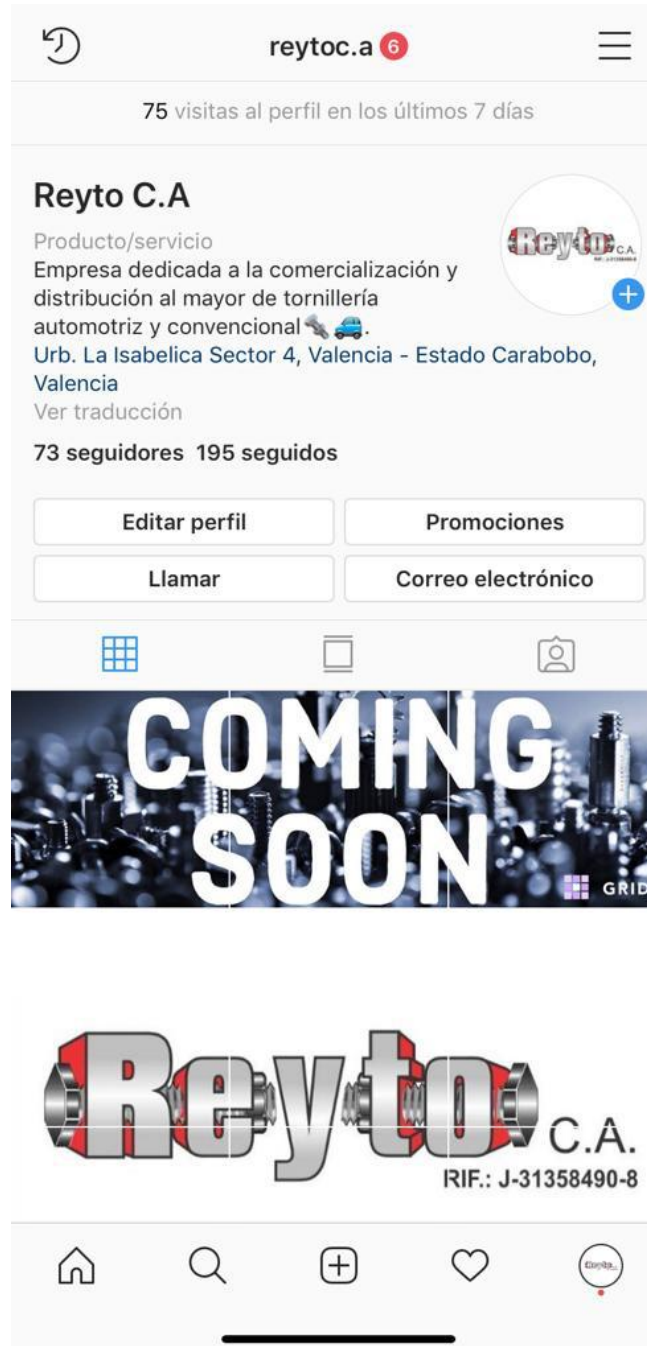 reytoc.a 6
75 visitas al perfil en los últimos 7 días
Reyto C.A
Producto/servicio
Empresa dedicada a la comercialización y
distribución al mayor de tornillería
automotriz y convencional🔩🚙.
Urb. La Isabelica Sector 4, Valencia - Estado Carabobo,
Valencia
Ver traducción
73 seguidores 195 seguidos
Editar perfil
Promociones
Llamar
Correo electrónico
COMING
SOON
GRID
Reyto C.A.
RIF.: J-31358490-8